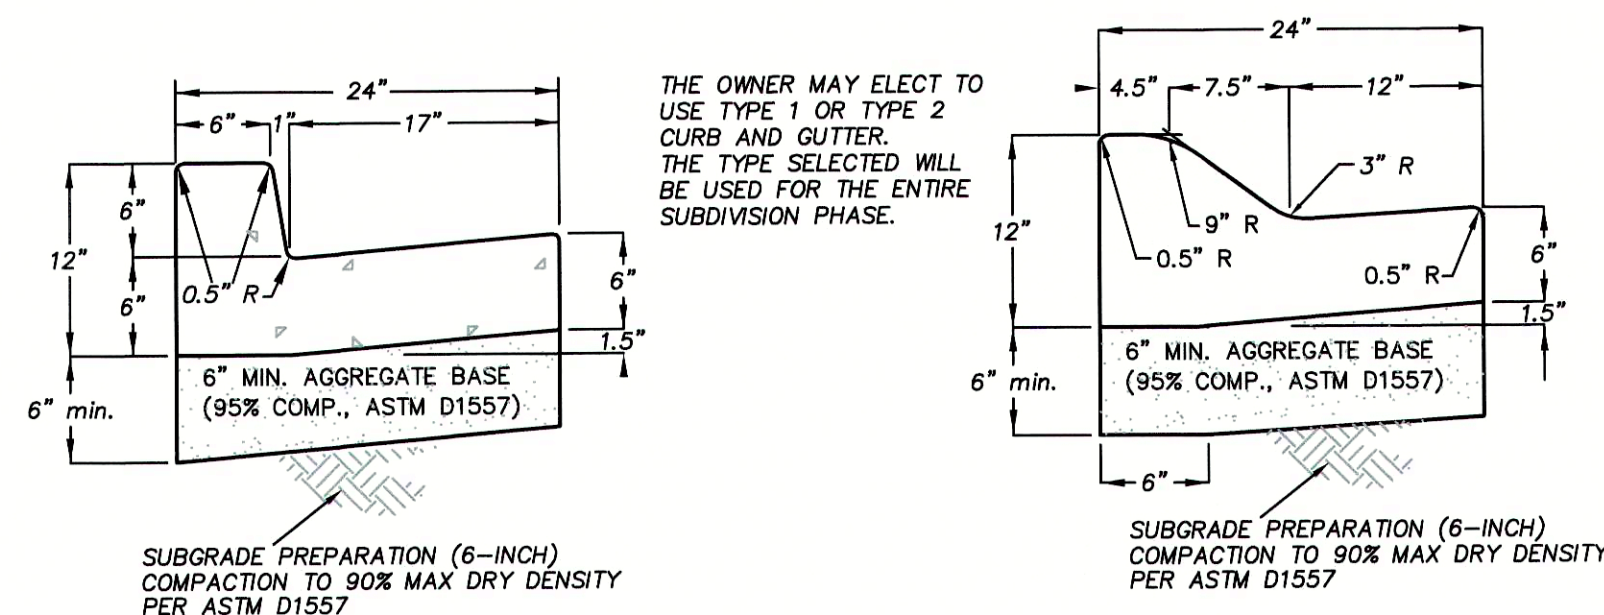 24”
6”
1”
17”
6”
12”
6”
0.5” R
6”
1.5”
6” min.
6” MIN. AGGREGATE BASE
(95% COMP., ASTM D1557)
SUBGRADE PREPARATION (6–INCH)
COMPACTION TO 90% MAX DRY DENSITY
PER ASTM D1557
THE OWNER MAY ELECT TO
USE TYPE 1 OR TYPE 2
CURB AND GUTTER.
THE TYPE SELECTED WILL
BE USED FOR THE ENTIRE
SUBDIVISION PHASE.
24”
4.5”
7.5”
12”
3” R
9” R
12”
0.5” R
0.5” R
6”
1.5”
6” min.
6” MIN. AGGREGATE BASE
(95% COMP., ASTM D1557)
6”
SUBGRADE PREPARATION (6–INCH)
COMPACTION TO 90% MAX DRY DENSITY
PER ASTM D1557